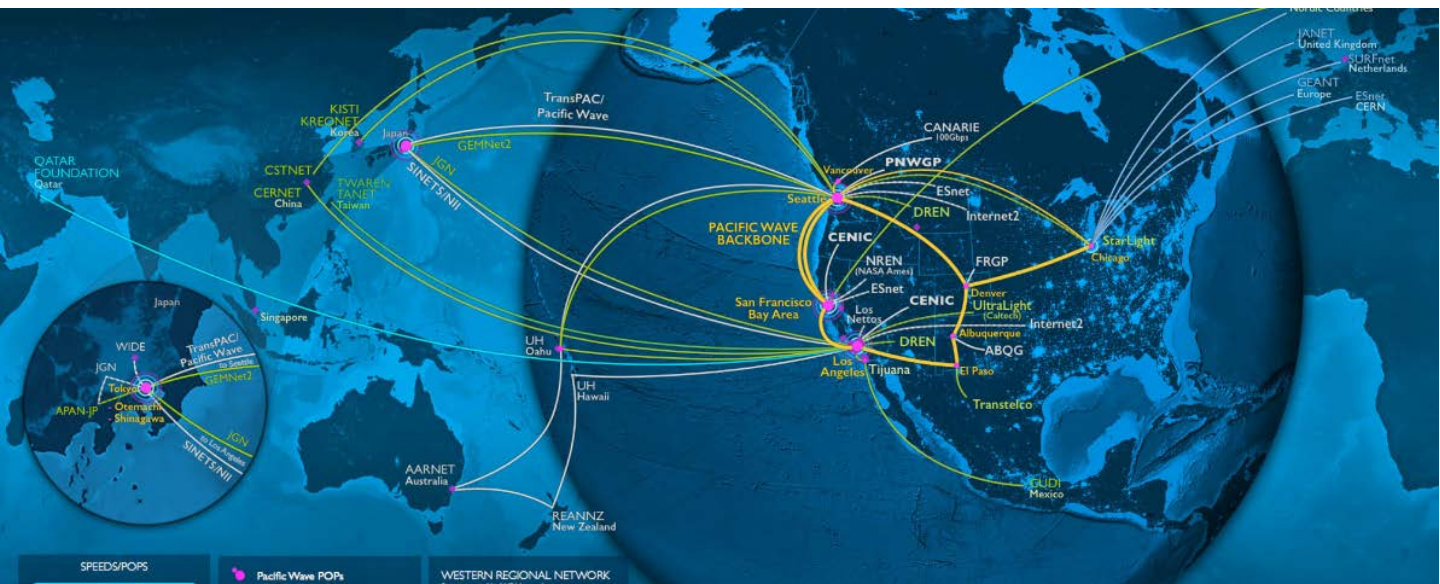 Nordic Countries
JANET
United Kingdom
SURFnet
Netherlands
GEANT
Europe
ESnet
CERN
TransPAC/
Pacific Wave
KISTI
KREONET
Korea
Japan
GEMNet2
JGN
SINET5/NII
QATAR
FOUNDATION
Qatar
CSTNET
CERNET
China
TWAREN
TANET
Taiwan
Singapore
CANARIE
100Gbps
PNWGP
Vancouver
Seattle
ESnet
Internet2
DREN
PACIFIC WAVE
BACKBONE
CENIC
NREN
(NASA Ames)
ESnet
San Francisco
Bay Area
Los
Nettos
CENIC
FRGP
StarLight
Chicago
Denver
UltraLight
(Caltech)
Internet2
Albuquerque
DREN
ABQG
Los
Angeles
Tijuana
El Paso
Transtelco
CUDI
Mexico
UH
Oahu
UH
Hawaii
AARNET
Australia
REANNZ
New Zealand
Japan
WIDE
TransPAC/
Pacific Wave
to Seattle
GEMNet2
JGN
Tokyo
APAN-JP
- Otemachi
- Shinagawa
JGN
to Los Angeles
SINET5/NII
SPEEDS/POPS
Pacific Wave POPs
WESTERN REGIONAL NETWORK